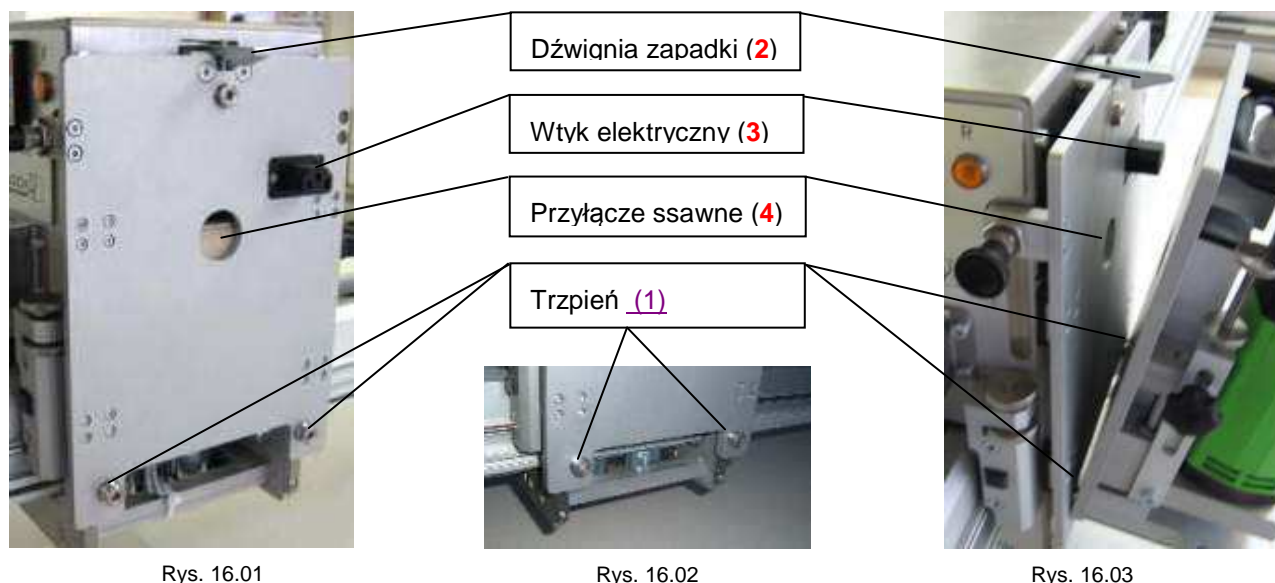 Dźwignia zapadki (2)
Wtyk elektryczny (3)
Przyłącze ssawne (4)
Trzpień (1)
R
Rys. 16.01
Rys. 16.02
Rys. 16.03